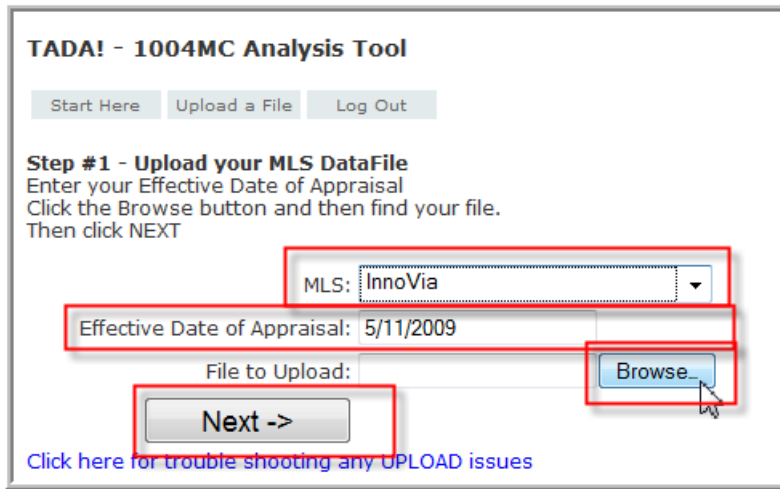 TADA! - 1004MC Analysis Tool
Start Here Upload a File Log Out
Step #1 - Upload your MLS DataFile
Enter your Effective Date of Appraisal
Click the Browse button and then find your file.
Then click NEXT
MLS: InnoVia
Effective Date of Appraisal: 5/11/2009
File to Upload: Browse...
Next ->
Click here for trouble shooting any UPLOAD issues